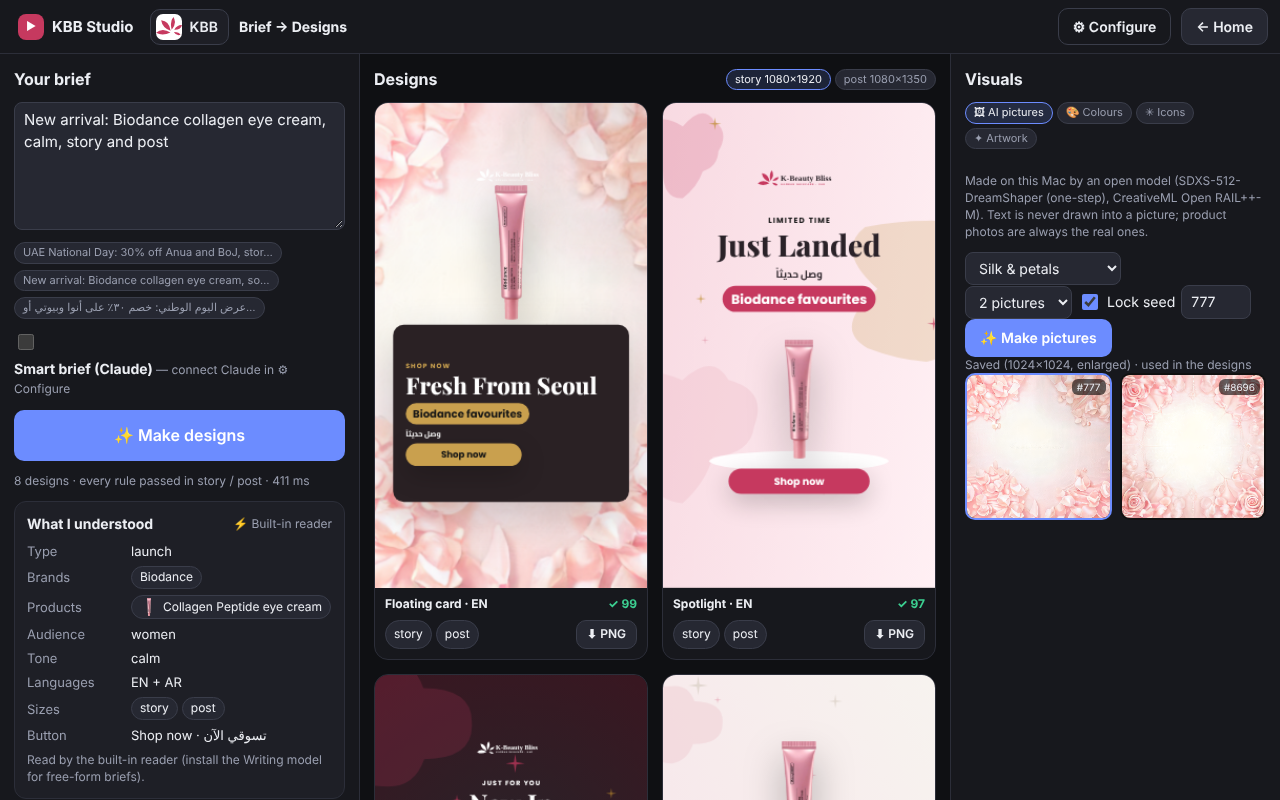 KBB Studio
KBB
Brief → Designs
⚙ Configure
← Home
Your brief
New arrival: Biodance collagen eye cream,
calm, story and post
UAE National Day: 30% off Anua and BoJ, stor...
New arrival: Biodance collagen eye cream, so...
عرض اليوم الوطني: خصم ٣٠٪ على أنوا وبيوتي أو...
Smart brief (Claude) — connect Claude in ⚙
Configure
✨ Make designs
8 designs · every rule passed in story / post · 411 ms
What I understood
⚡ Built-in reader
Type launch
Brands Biodance
Products Collagen Peptide eye cream
Audience women
Tone calm
Languages EN + AR
Sizes story post
Button Shop now · تسوقي الآن
Read by the built-in reader (install the Writing model
for free-form briefs).
Designs
story 1080×1920
post 1080×1350
K-Beauty Bliss
SHOP NOW
Fresh From Seoul
Biodance favourites
وصل حديثاً
Shop now
Floating card · EN
✓ 99
story post
⬇ PNG
K-Beauty Bliss
LIMITED TIME
Just Landed
وصل حديثاً
Biodance favourites
Shop now
Spotlight · EN
✓ 97
story post
⬇ PNG
K-Beauty Bliss
JUST FOR YOU
Visuals
AI pictures
Colours
Icons
Artwork
Made on this Mac by an open model (SDXS-512-
DreamShaper (one-step), CreativeML Open RAIL++-
M). Text is never drawn into a picture; product
photos are always the real ones.
Silk & petals
2 pictures
Lock seed
777
✨ Make pictures
Saved (1024×1024, enlarged) · used in the designs
#777
#8696